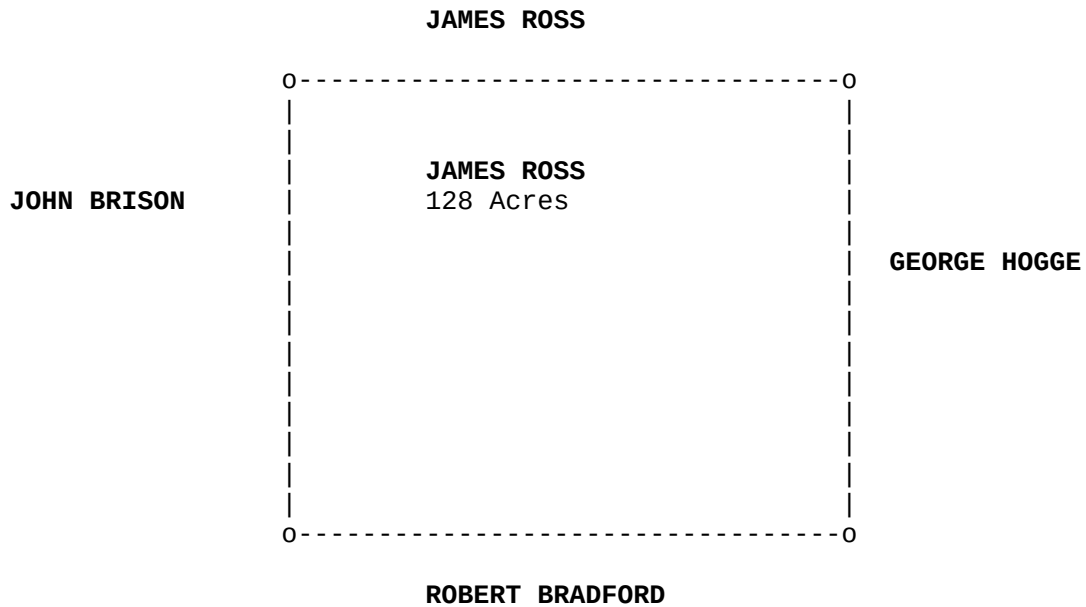 JAMES ROSS
JAMES ROSS
JOHN BRISON
128 Acres
GEORGE HOGGE
ROBERT BRADFORD